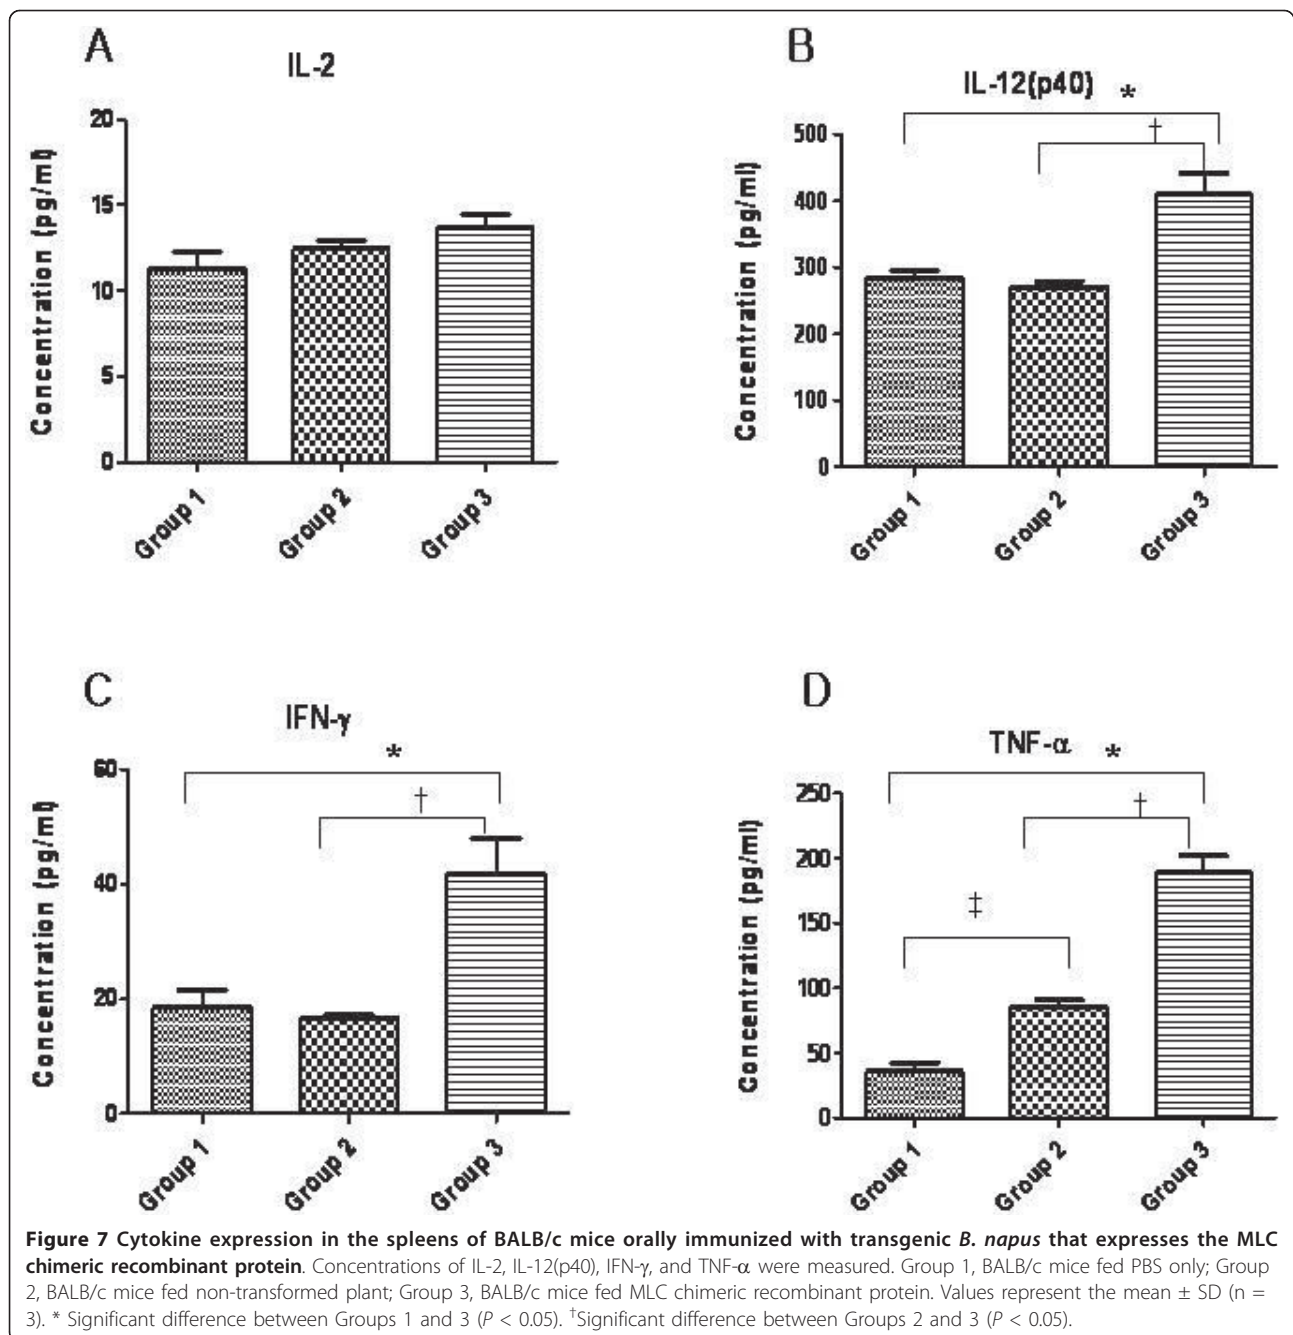 A
IL-2
Concentration (pg/ml)
20
15
10
5
0
Group 1
Group 2
Group 3
B
IL-12(p40)
*
†
Concentration (pg/ml)
500
400
300
200
100
0
Group 1
Group 2
Group 3
C
IFN-γ
*
†
Concentration (pg/ml)
60
40
20
0
Group 1
Group 2
Group 3
D
TNF-α
*
†
‡
Concentration (pg/ml)
250
200
150
100
50
0
Group 1
Group 2
Group 3
Figure 7 Cytokine expression in the spleens of BALB/c mice orally immunized with transgenic B. napus that expresses the MLC
chimeric recombinant protein. Concentrations of IL-2, IL-12(p40), IFN-γ, and TNF-α were measured. Group 1, BALB/c mice fed PBS only; Group
2, BALB/c mice fed non-transformed plant; Group 3, BALB/c mice fed MLC chimeric recombinant protein. Values represent the mean ± SD (n =
3). * Significant difference between Groups 1 and 3 (P < 0.05). †Significant difference between Groups 2 and 3 (P < 0.05).